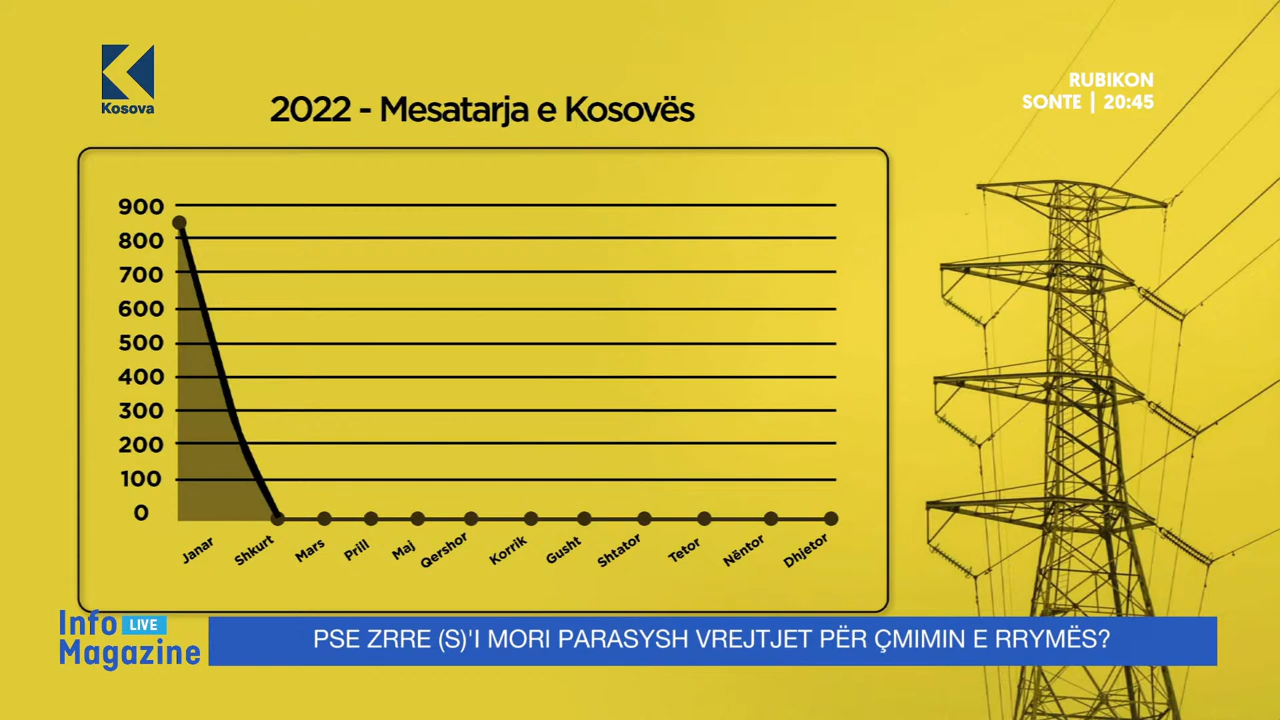 Kosova
RUBIKON
SONTE | 20:45
2022 - Mesatarja e Kosovës
900
800
700
600
500
400
300
200
100
0
Janar
Shkurt
Mars
Prill
Maj
Qershor
Korrik
Gusht
Shtator
Tetor
Nëntor
Dhjetor
Info LIVE
Magazine
PSE ZRRE (S)'I MORI PARASYSH VREJTJET PËR ÇMIMIN E RRYMËS?